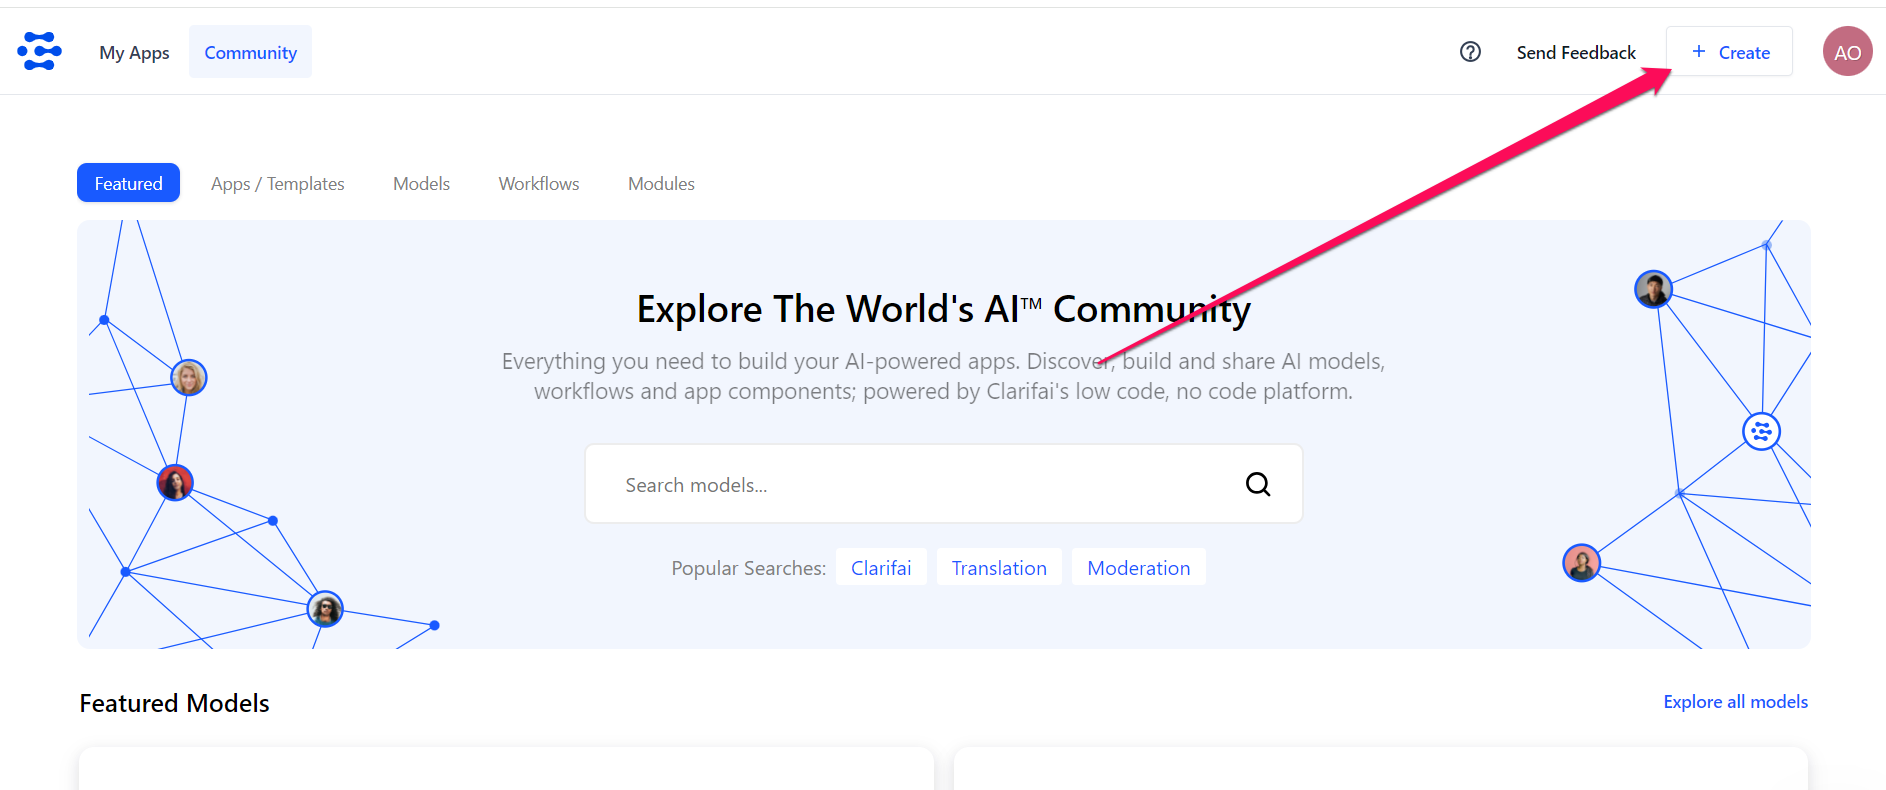 My Apps
Community
Send Feedback
+ Create
AO
Featured
Apps / Templates
Models
Workflows
Modules
Explore The World's AI™ Community
Everything you need to build your AI-powered apps. Discover, build and share AI models,
workflows and app components; powered by Clarifai's low code, no code platform.
Search models...
Popular Searches:
Clarifai
Translation
Moderation
Featured Models
Explore all models